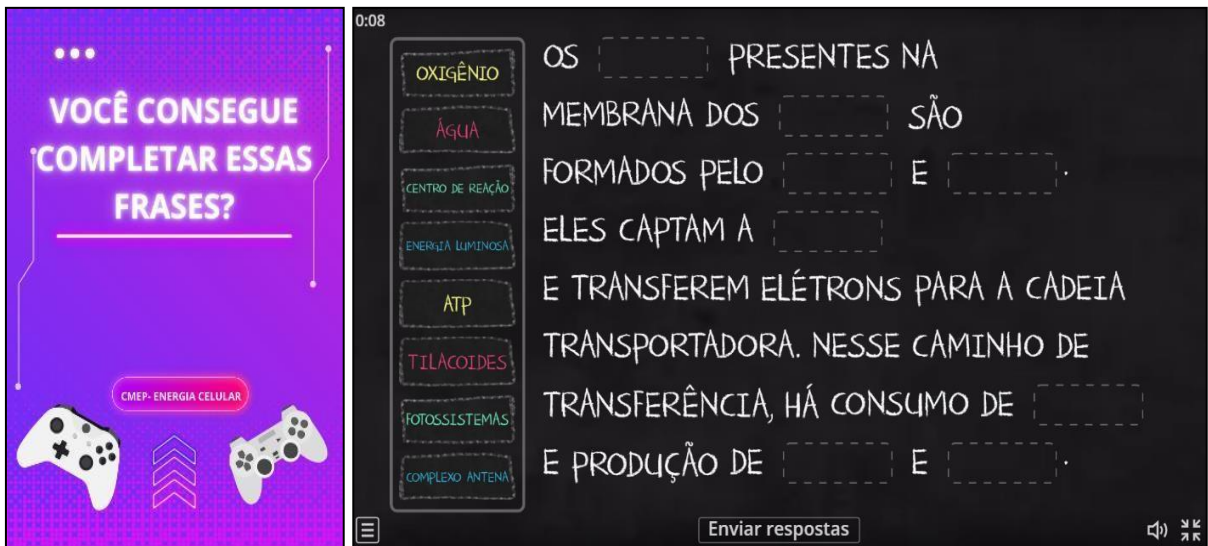 VOCÊ CONSEGUE
COMPLETAR ESSAS
FRASES?
CMEP- ENERGIA CELULAR
0:08
OXIGÊNIO
ÁGUA
CENTRO DE REAÇÃO
ENERGIA LUMINOSA
ATP
TILACOIDES
FOTOSSISTEMAS
COMPLEXO ANTENA
OS PRESENTES NA
MEMBRANA DOS SÃO
FORMADOS PELO E .
ELES CAPTAM A
E TRANSFEREM ELÉTRONS PARA A CADEIA
TRANSPORTADORA. NESSE CAMINHO DE
TRANSFERÊNCIA, HÁ CONSUMO DE
E PRODUÇÃO DE E .
Enviar respostas